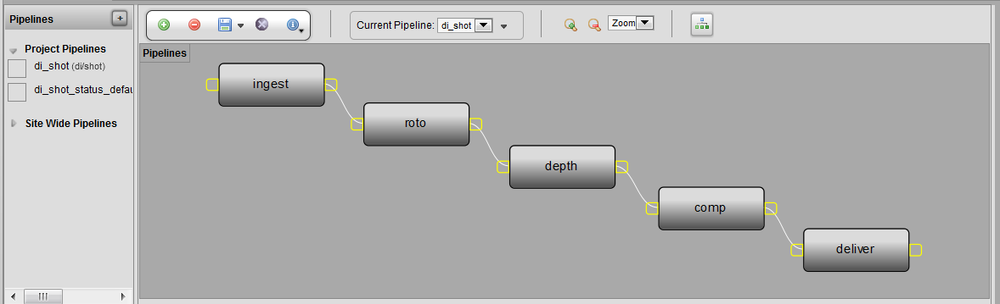 Pipelines
+
Current Pipeline: di_shot
Zoom
Project Pipelines
di_shot (di/shot)
di_shot_status_defau
Site Wide Pipelines
Pipelines
ingest
roto
depth
comp
deliver